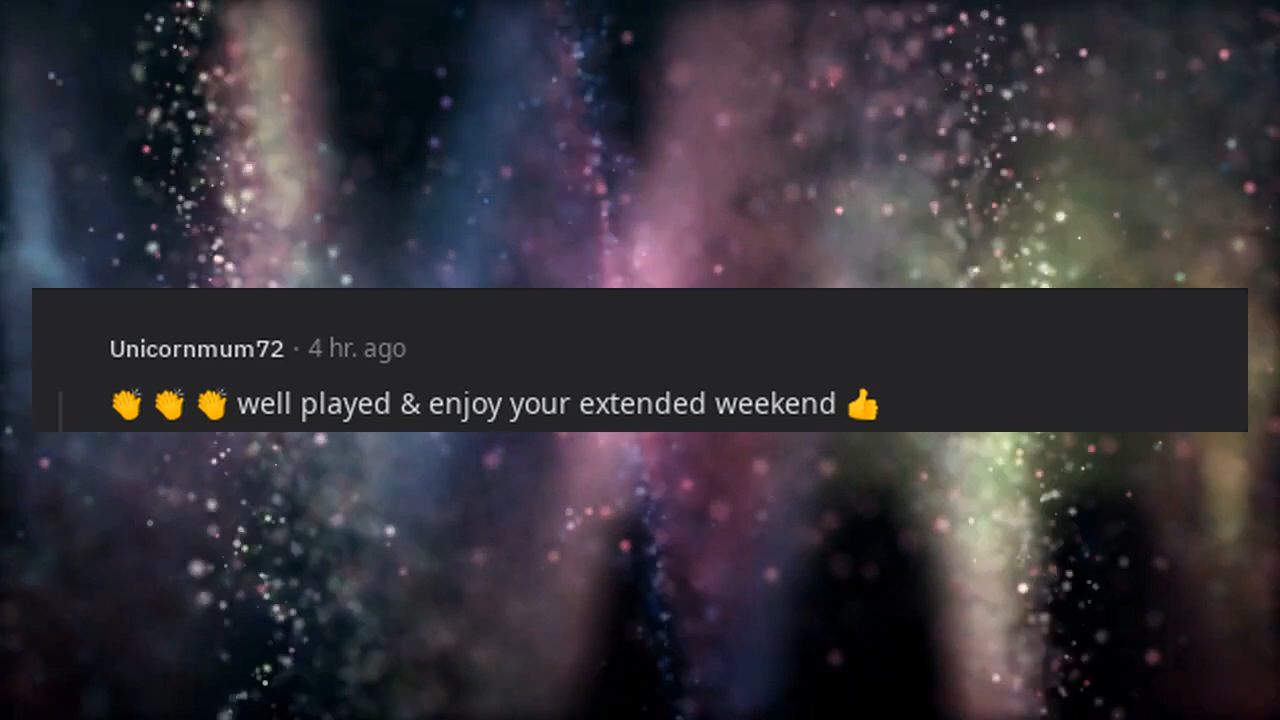 Unicornmum72 · 4 hr. ago
👏 👏 👏 well played & enjoy your extended weekend 👍